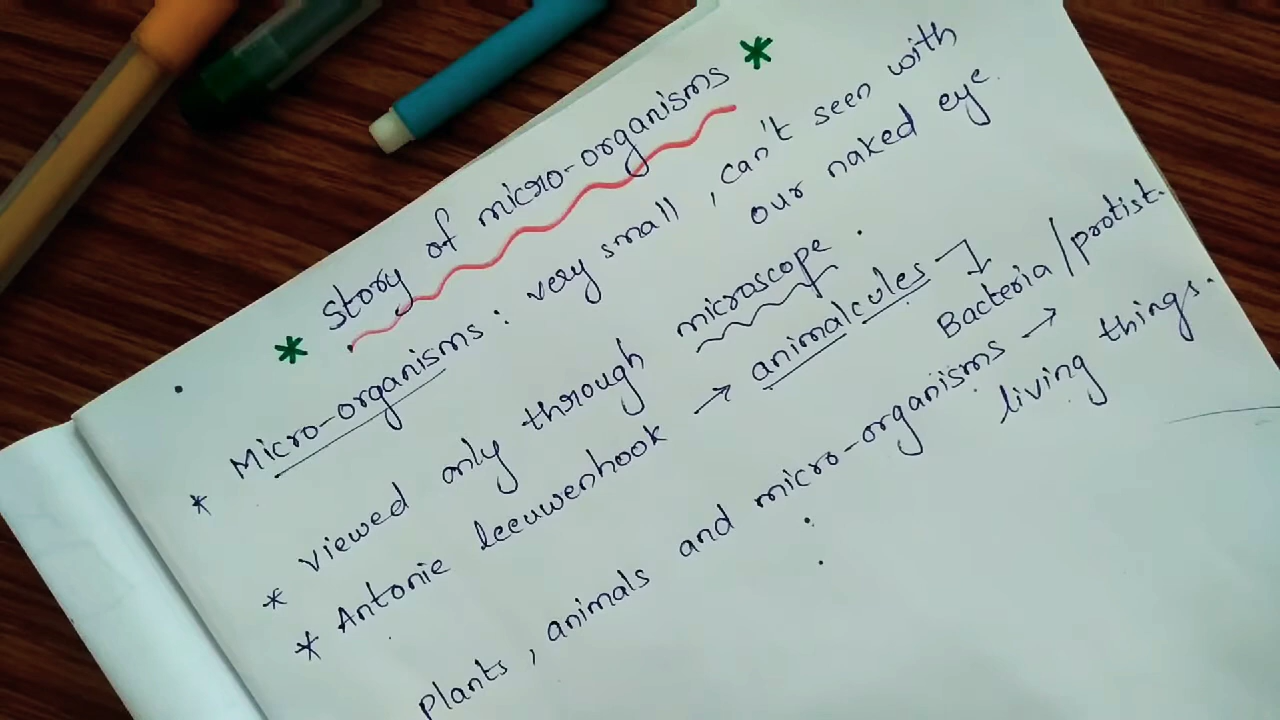 * Story of micro-organisms *
* Micro-organisms : very small, can't seen with
our naked eye.
* Viewed only through microscope.
* Antonie leeuwenhook → animalcules
Bacteria/protist.
Plants, animals and micro-organisms →
living things.